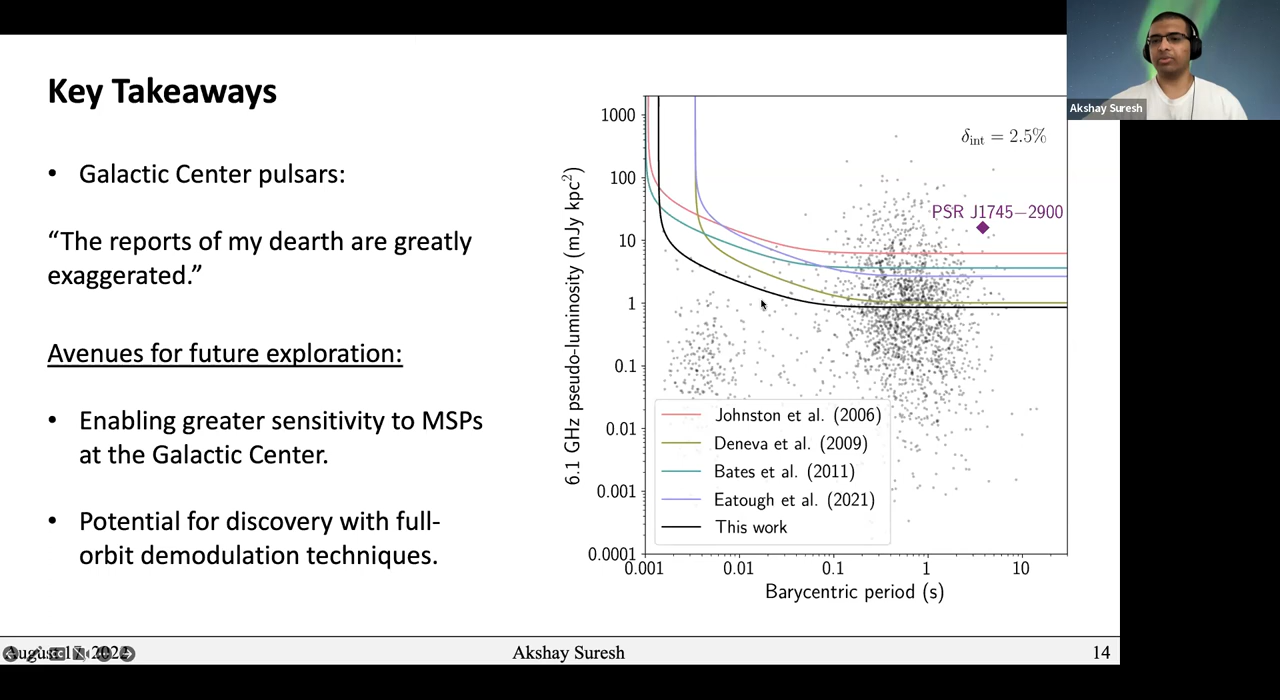 Key Takeaways
• Galactic Center pulsars:
“The reports of my dearth are greatly
exaggerated.”
Avenues for future exploration:
• Enabling greater sensitivity to MSPs
at the Galactic Center.
• Potential for discovery with full-
orbit demodulation techniques.
Akshay Suresh
6.1 GHz pseudo-luminosity (mJy kpc²)
1000
100
10
1
0.1
0.01
0.001
0.0001
δint = 2.5%
PSR J1745−2900
Johnston et al. (2006)
Deneva et al. (2009)
Bates et al. (2011)
Eatough et al. (2021)
This work
0.001
0.01
0.1
1
10
Barycentric period (s)
August
Akshay Suresh
14